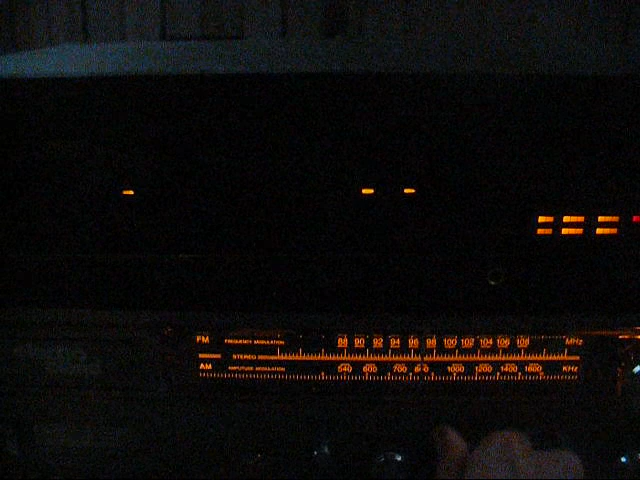 FM FREQUENCY MODULATION 88 90 92 94 96 98 100 102 104 106 108 MHz
STEREO
AM AMPLITUDE MODULATION 540 600 700 1000 1200 1400 1600 KHz